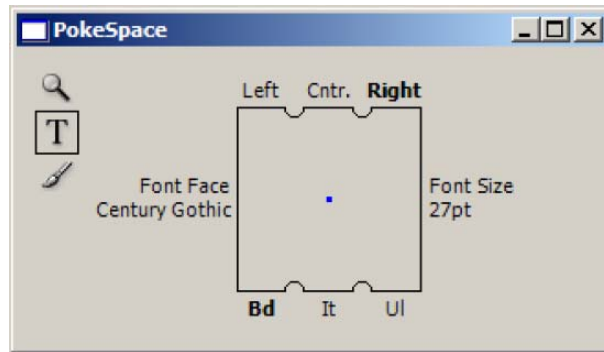 PokeSpace
Left Cntr. Right
T
Font Face
Century Gothic
Font Size
27pt
Bd It Ul